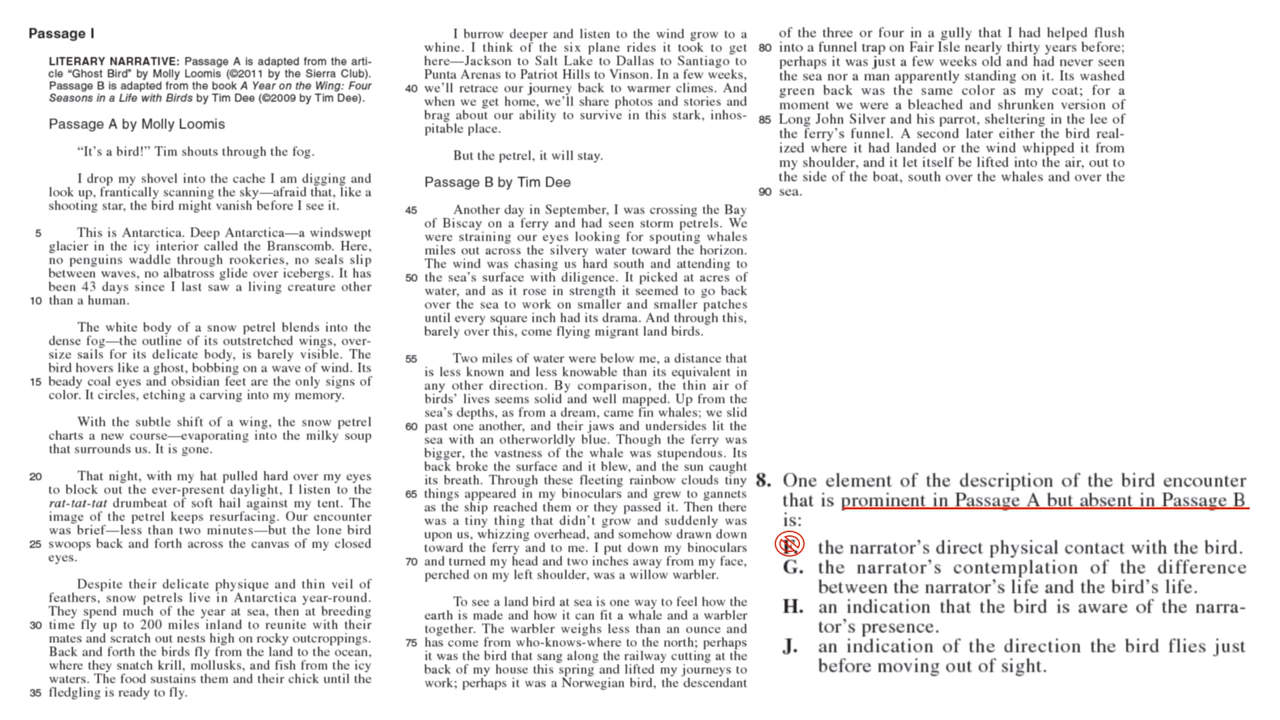 Passage I
LITERARY NARRATIVE: Passage A is adapted from the arti-
cle “Ghost Bird” by Molly Loomis (©2011 by the Sierra Club).
Passage B is adapted from the book A Year on the Wing: Four
Seasons in a Life with Birds by Tim Dee (©2009 by Tim Dee).
Passage A by Molly Loomis
“It’s a bird!” Tim shouts through the fog.
I drop my shovel into the cache I am digging and
look up, frantically scanning the sky—afraid that, like a
shooting star, the bird might vanish before I see it.
5 This is Antarctica. Deep Antarctica—a windswept
glacier in the icy interior called the Branscomb. Here,
no penguins waddle through rookeries, no seals slip
between waves, no albatross glide over icebergs. It has
been 43 days since I last saw a living creature other
10 than a human.
The white body of a snow petrel blends into the
dense fog—the outline of its outstretched wings, over-
size sails for its delicate body, is barely visible. The
bird hovers like a ghost, bobbing on a wave of wind. Its
15 beady coal eyes and obsidian feet are the only signs of
color. It circles, etching a carving into my memory.
With the subtle shift of a wing, the snow petrel
charts a new course—evaporating into the milky soup
that surrounds us. It is gone.
20 That night, with my hat pulled hard over my eyes
to block out the ever-present daylight, I listen to the
rat-tat-tat drumbeat of soft hail against my tent. The
image of the petrel keeps resurfacing. Our encounter
was brief—less than two minutes—but the lone bird
25 swoops back and forth across the canvas of my closed
eyes.
Despite their delicate physique and thin veil of
feathers, snow petrels live in Antarctica year-round.
They spend much of the year at sea, then at breeding
30 time fly up to 200 miles inland to reunite with their
mates and scratch out nests high on rocky outcroppings.
Back and forth the birds fly from the land to the ocean,
where they snatch krill, mollusks, and fish from the icy
waters. The food sustains them and their chick until the
35 fledgling is ready to fly.
I burrow deeper and listen to the wind grow to a
whine. I think of the six plane rides it took to get
here—Jackson to Salt Lake to Dallas to Santiago to
Punta Arenas to Patriot Hills to Vinson. In a few weeks,
40 we’ll retrace our journey back to warmer climes. And
when we get home, we’ll share photos and stories and
brag about our ability to survive in this stark, inhos-
pitable place.
But the petrel, it will stay.
Passage B by Tim Dee
45 Another day in September, I was crossing the Bay
of Biscay on a ferry and had seen storm petrels. We
were straining our eyes looking for spouting whales
miles out across the silvery water toward the horizon.
The wind was chasing us hard south and attending to
50 the sea’s surface with diligence. It picked at acres of
water, and as it rose in strength it seemed to go back
over the sea to work on smaller and smaller patches
until every square inch had its drama. And through this,
barely over this, come flying migrant land birds.
55 Two miles of water were below me, a distance that
is less known and less knowable than its equivalent in
any other direction. By comparison, the thin air of
birds’ lives seems solid and well mapped. Up from the
sea’s depths, as from a dream, came fin whales; we slid
60 past one another, and their jaws and undersides lit the
sea with an otherworldly blue. Though the ferry was
bigger, the vastness of the whale was stupendous. Its
back broke the surface and it blew, and the sun caught
its breath. Through these fleeting rainbow clouds tiny
65 things appeared in my binoculars and grew to gannets
as the ship reached them or they passed it. Then there
was a tiny thing that didn’t grow and suddenly was
upon us, whizzing overhead, and somehow drawn down
toward the ferry and to me. I put down my binoculars
70 and turned my head and two inches away from my face,
perched on my left shoulder, was a willow warbler.
To see a land bird at sea is one way to feel how the
earth is made and how it can fit a whale and a warbler
together. The warbler weighs less than an ounce and
75 has come from who-knows-where to the north; perhaps
it was the bird that sang along the railway cutting at the
back of my house this spring and lifted my journeys to
work; perhaps it was a Norwegian bird, the descendant
of the three or four in a gully that I had helped flush
80 into a funnel trap on Fair Isle nearly thirty years before;
perhaps it was just a few weeks old and had never seen
the sea nor a man apparently standing on it. Its washed
green back was the same color as my coat; for a
moment we were a bleached and shrunken version of
85 Long John Silver and his parrot, sheltering in the lee of
the ferry’s funnel. A second later either the bird real-
ized where it had landed or the wind whipped it from
my shoulder, and it let itself be lifted into the air, out to
the side of the boat, south over the whales and over the
90 sea.
8. One element of the description of the bird encounter
that is prominent in Passage A but absent in Passage B
is:
the narrator’s direct physical contact with the bird.
G. the narrator’s contemplation of the difference
between the narrator’s life and the bird’s life.
H. an indication that the bird is aware of the narra-
tor’s presence.
J. an indication of the direction the bird flies just
before moving out of sight.